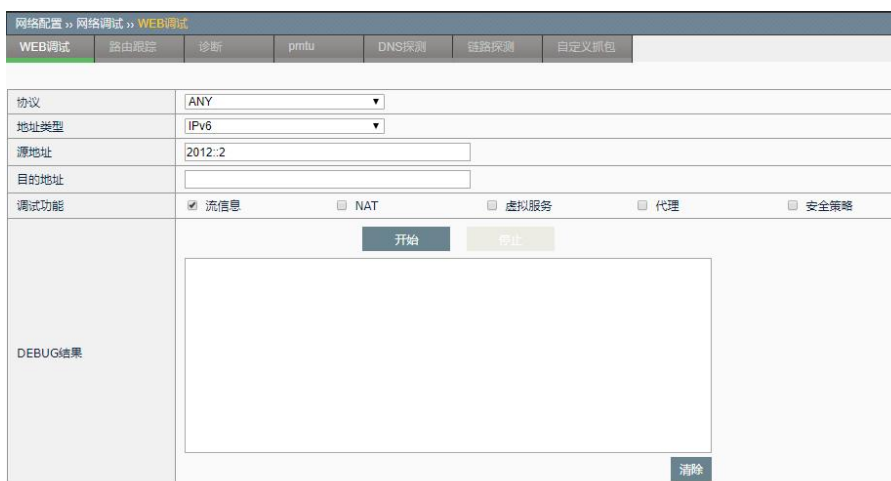 网络配置 ›› 网络调试 ›› WEB调试
WEB调试 路由跟踪 诊断 pmtu DNS探测 链路探测 自定义抓包
协议 ANY
地址类型 IPv6
源地址 2012::2
目的地址
调试功能 流信息 NAT 虚拟服务 代理 安全策略
开始 停止
DEBUG结果
清除